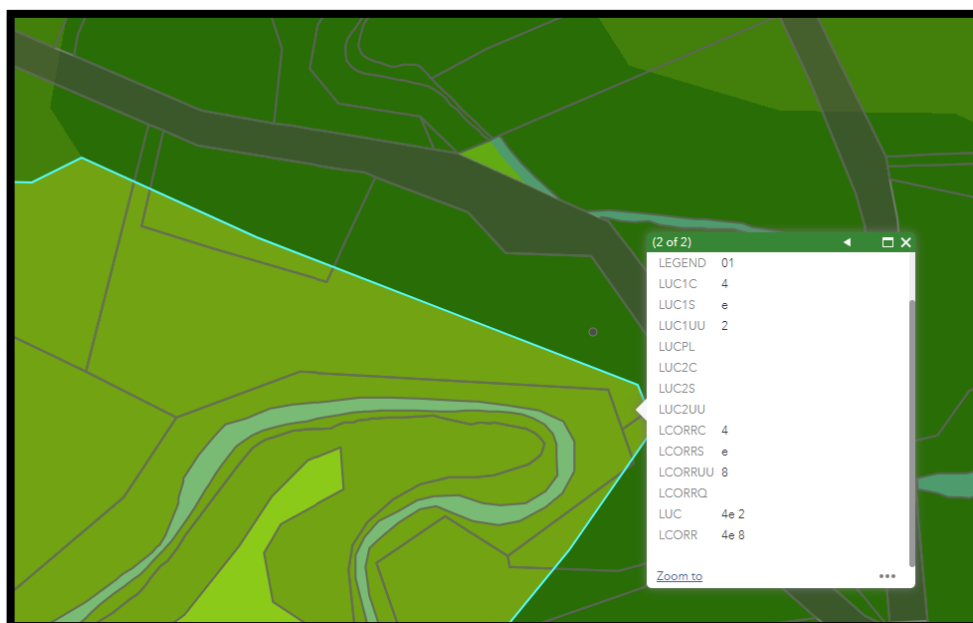 (2 of 2)
LEGEND 01
LUC1C 4
LUC1S e
LUC1UU 2
LUCPL
LUC2C
LUC2S
LUC2UU
LCORRC 4
LCORRS e
LCORRUU 8
LCORRQ
LUC 4e 2
LCORR 4e 8
Zoom to